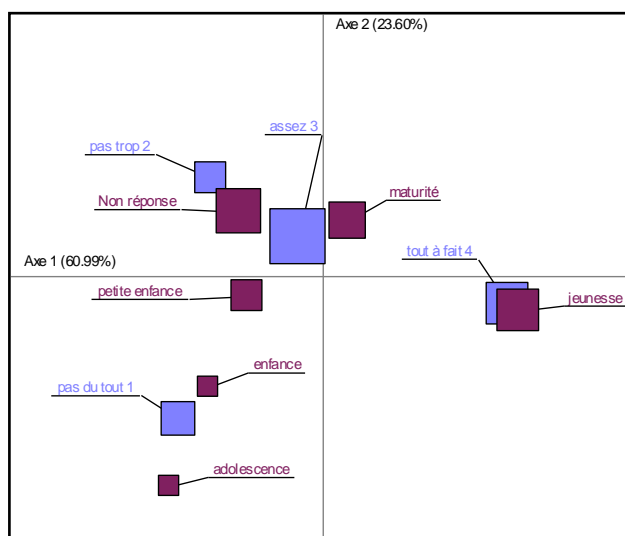 Axe 2 (23.60%)
assez 3
pas trop 2
Non réponse
maturité
tout à fait 4
Axe 1 (60.99%)
petite enfance
jeunesse
enfance
pas du tout 1
adolescence